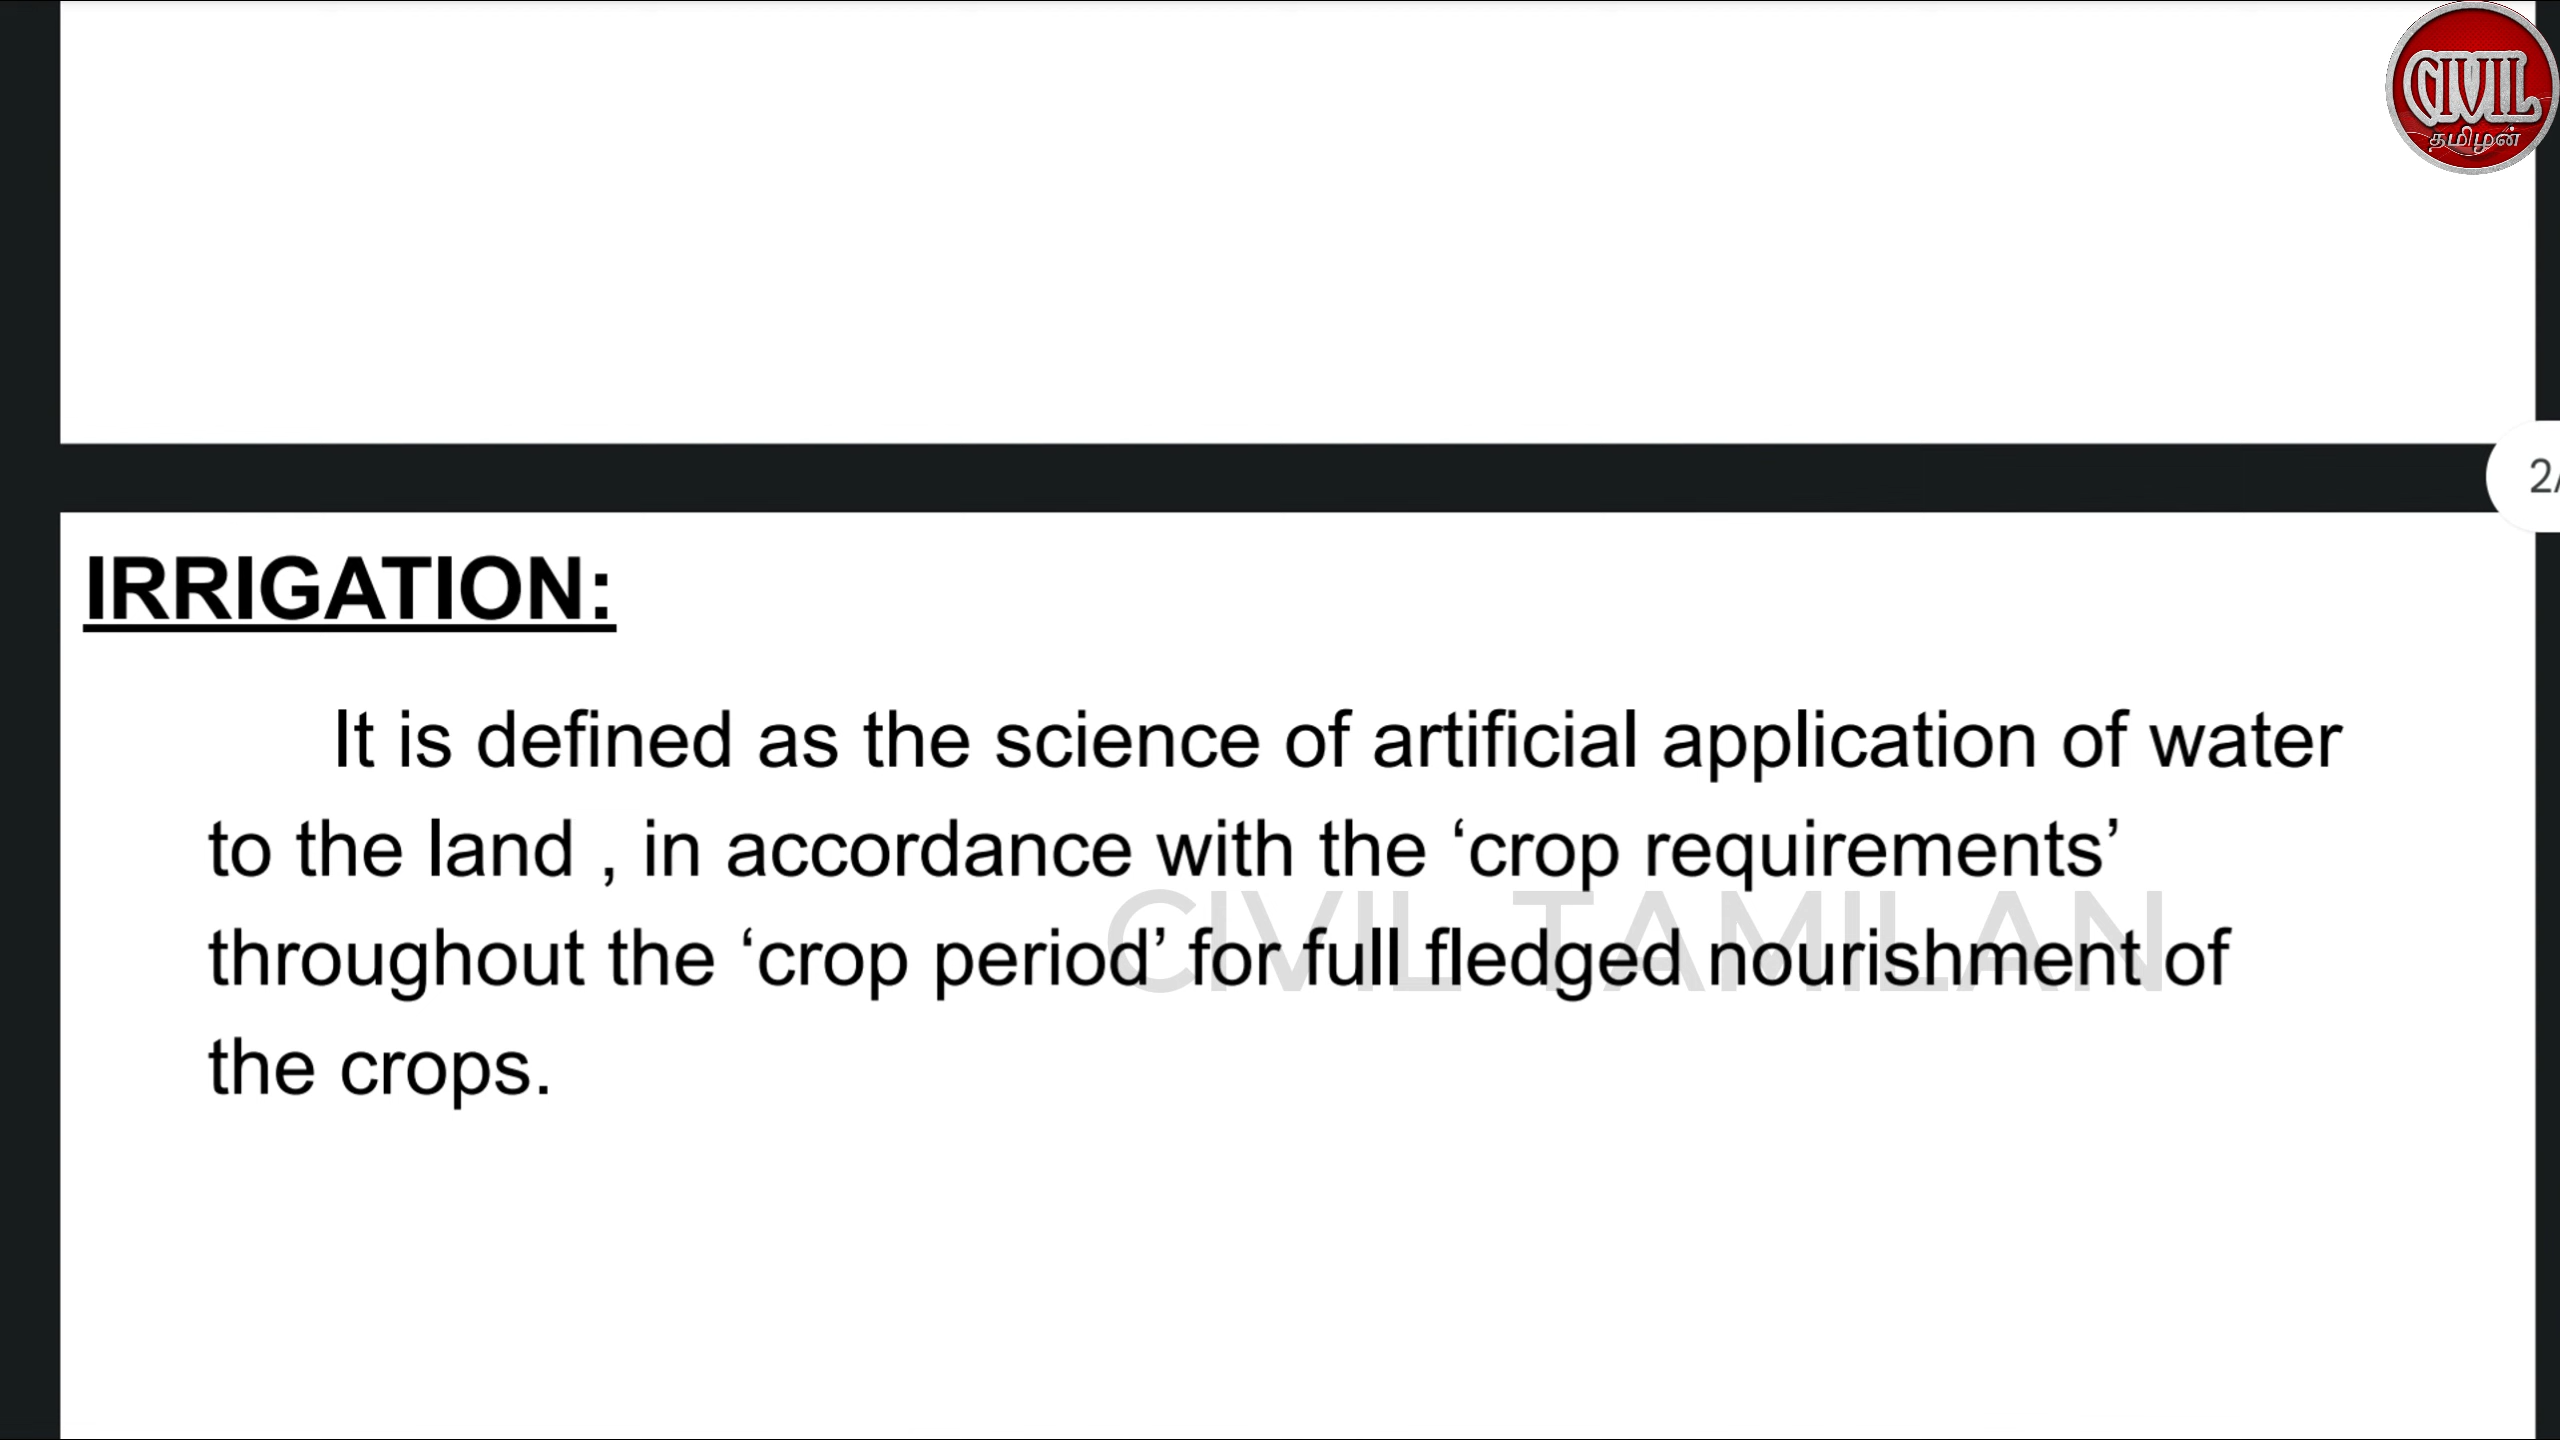 CIVIL
தமிழன்
2/
IRRIGATION:
It is defined as the science of artificial application of water
to the land , in accordance with the ‘crop requirements’
throughout the ‘crop period’ for full fledged nourishment of
the crops.
CIVIL TAMILAN